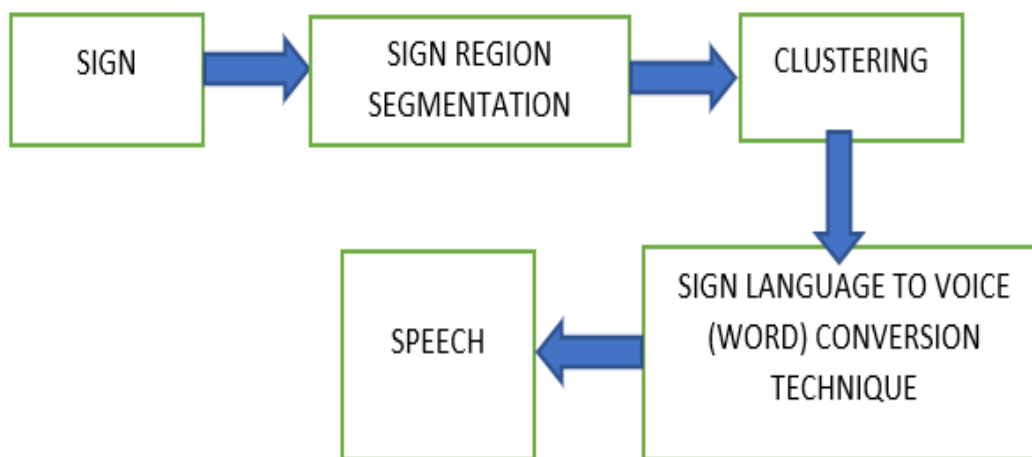 SIGN
SIGN REGION
SEGMENTATION
CLUSTERING
SIGN LANGUAGE TO VOICE
(WORD) CONVERSION
TECHNIQUE
SPEECH